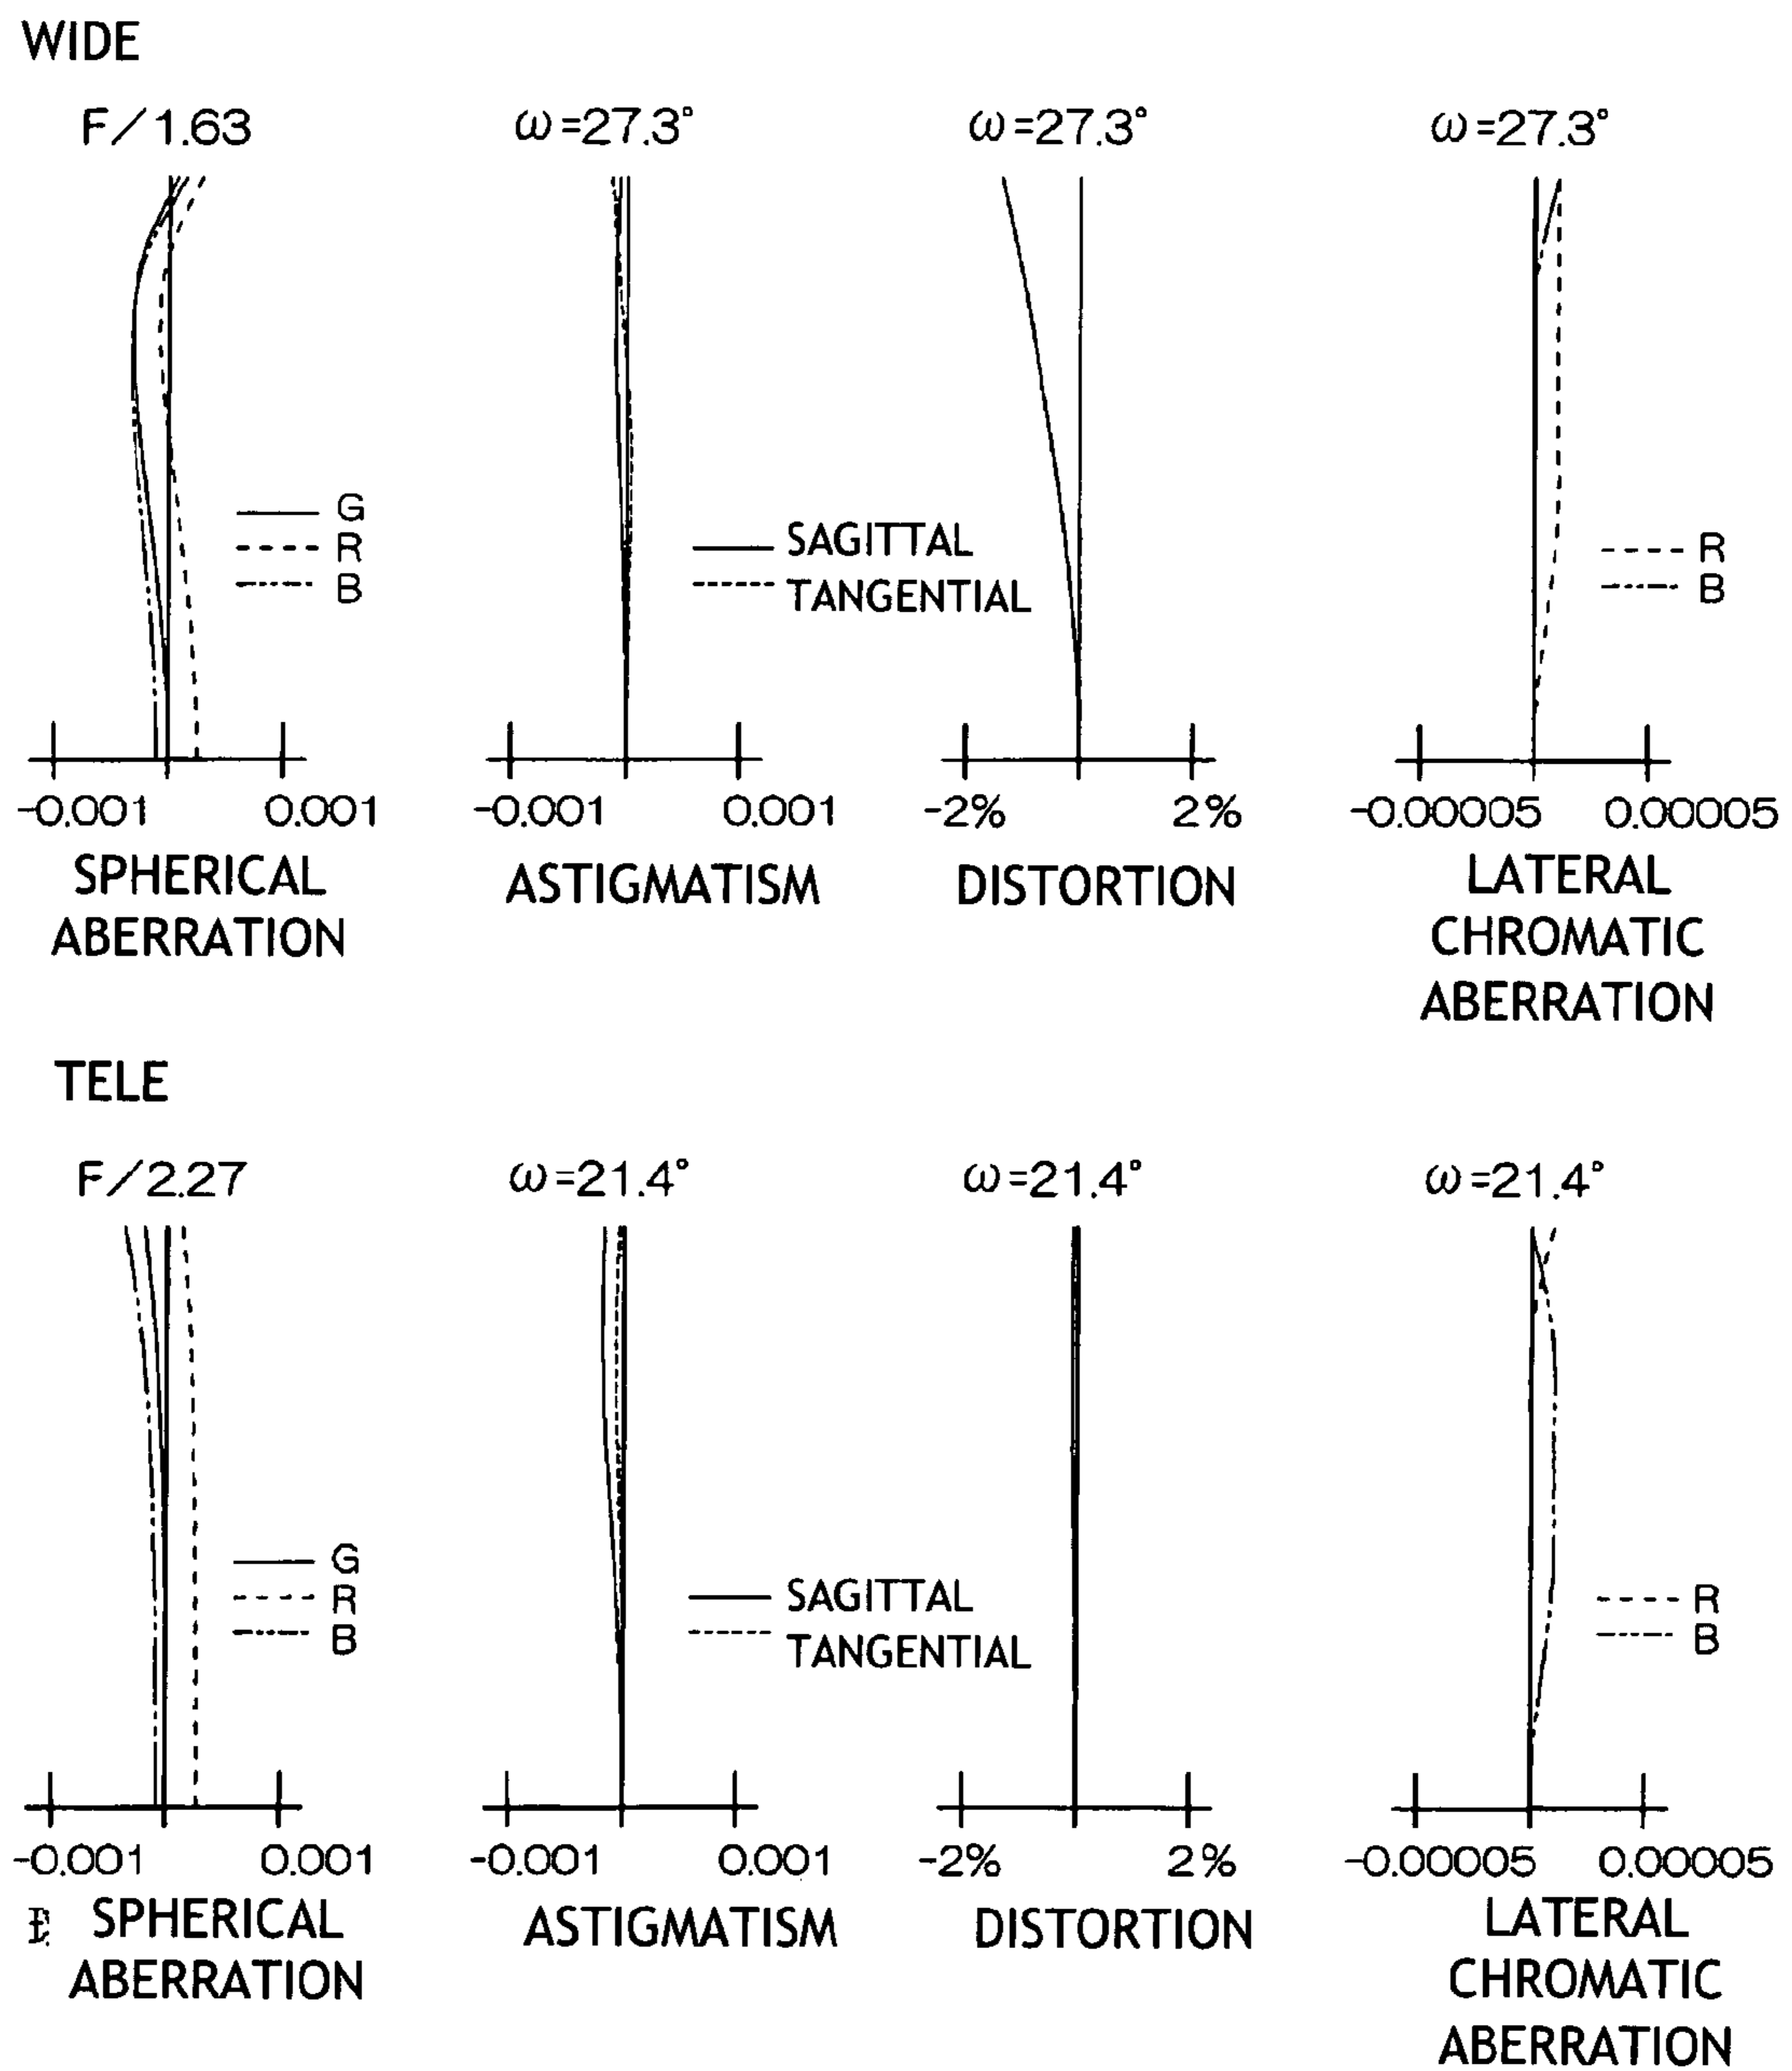 WIDE
F/1.63
ω=27.3°
ω=27.3°
ω=27.3°
G
R
B
SAGITTAL
TANGENTIAL
R
B
-0.001 0.001
-0.001 0.001
-2% 2%
-0.00005 0.00005
SPHERICAL
ABERRATION
ASTIGMATISM
DISTORTION
LATERAL
CHROMATIC
ABERRATION
TELE
F/2.27
ω=21.4°
ω=21.4°
ω=21.4°
G
R
B
SAGITTAL
TANGENTIAL
R
B
-0.001 0.001
-0.001 0.001
-2% 2%
-0.00005 0.00005
SPHERICAL
ABERRATION
ASTIGMATISM
DISTORTION
LATERAL
CHROMATIC
ABERRATION